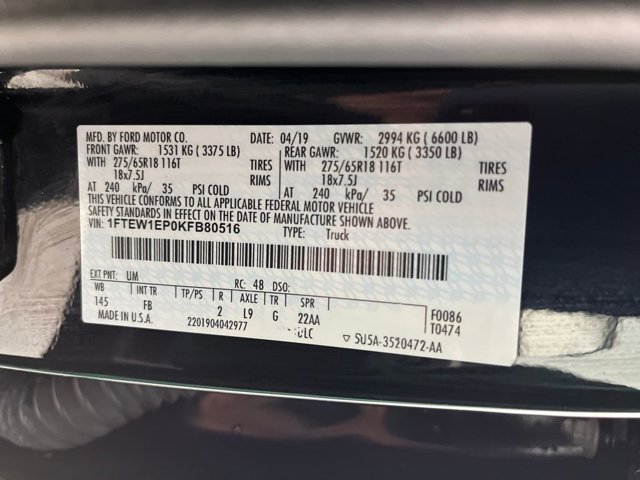 MFD. BY FORD MOTOR CO. DATE: 04/19 GVWR: 2994 KG ( 6600 LB)
FRONT GAWR: 1531 KG ( 3375 LB) REAR GAWR: 1520 KG ( 3350 LB)
WITH 275/65R18 116T TIRES WITH 275/65R18 116T TIRES
18x7.5J RIMS 18x7.5J RIMS
AT 240 kPa/ 35 PSI COLD AT 240 kPa/ 35 PSI COLD
THIS VEHICLE CONFORMS TO ALL APPLICABLE FEDERAL MOTOR VEHICLE
SAFETY STANDARDS IN EFFECT ON THE DATE OF MANUFACTURE SHOWN ABOVE.
VIN: 1FTEW1EP0KFB80516 TYPE: Truck
EXT PNT: UM RC: 48 DSO:
WB INT TR TP/PS R AXLE TR SPR
145 FB 2 L9 G 22AA F0086
MADE IN U.S.A. 2201904042977 T0474
5U5A-3520472-AA